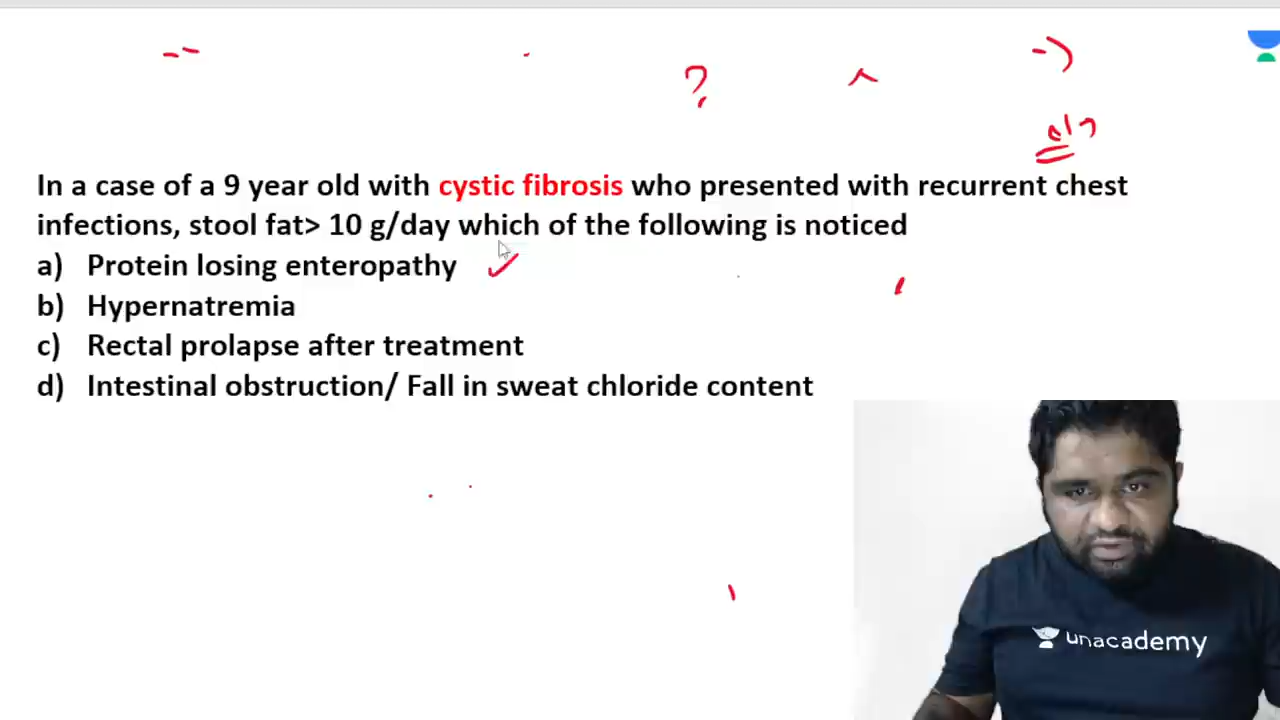 ?
In a case of a 9 year old with cystic fibrosis who presented with recurrent chest
infections, stool fat> 10 g/day which of the following is noticed
a) Protein losing enteropathy
b) Hypernatremia
c) Rectal prolapse after treatment
d) Intestinal obstruction/ Fall in sweat chloride content
unacademy